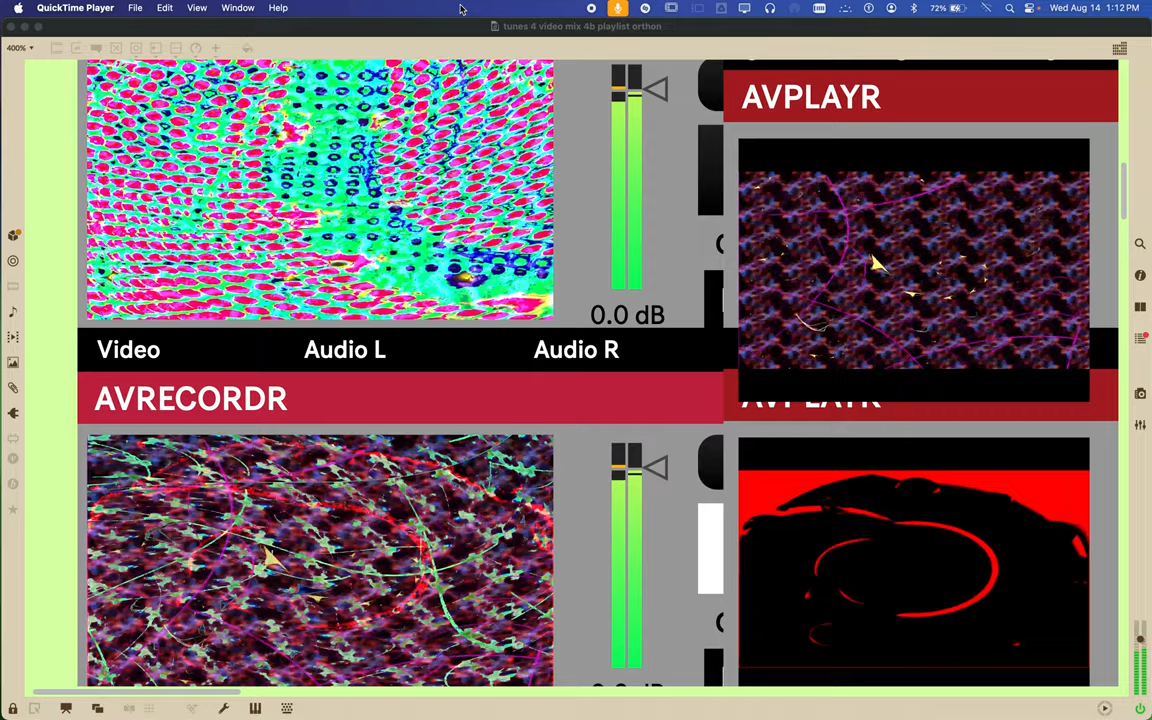 QuickTime Player File Edit View Window Help 72% Wed Aug 14 1:12 PM
tunes 4 video mix 4b playlist orthon
400%
AVPLAYR
0.0 dB
Video Audio L Audio R
AVRECORDR